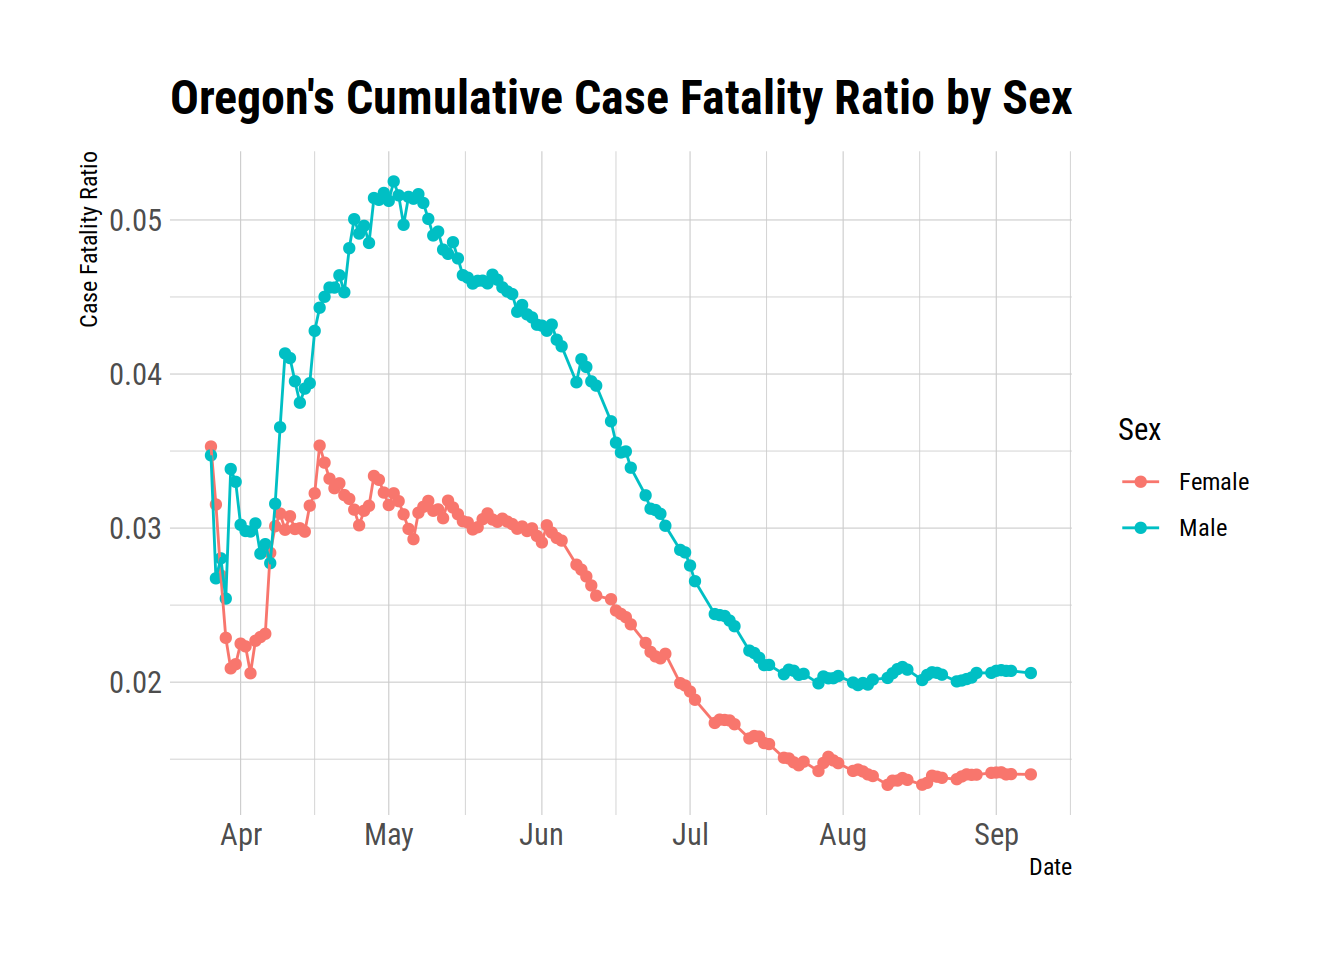 Oregon's Cumulative Case Fatality Ratio by Sex
Case Fatality Ratio
0.05
0.04
0.03
0.02
Apr May Jun Jul Aug Sep
Date
Sex
Female
Male